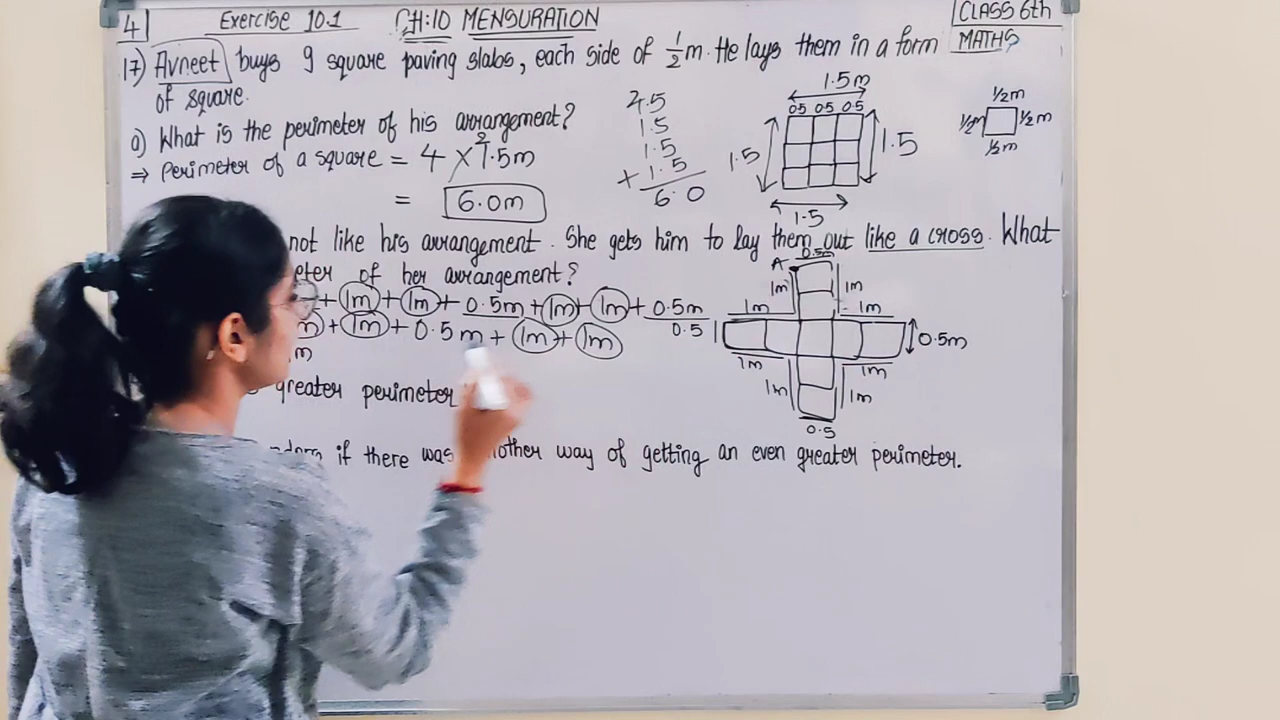 4
Exercise 10.1
CH:10 MENSURATION
CLASS 6th
MATHS
17) Avneet buys 9 square paving slabs, each side of 1/2 m. He lays them in a form
of square.
a) What is the perimeter of his arrangement?
⇒ Perimeter of a square = 4 × 1.5m
2
= 6.0m
2.5
1.5
1.5
+ 1.5
6.0
1.5m
0.5 0.5 0.5
1.5
1.5
1.5
1/2m
1/2m
1/2m
1/2m
not like his arrangement. She gets him to lay them out like a cross. What
eter of her arrangement?
+ 1m + 1m + 0.5m + 1m + 1m + 0.5m
m + 1m + 0.5m + 1m + 1m
m
greater perimeter
if there was way of getting an even greater perimeter.
0.5m
A
1m
1m
1m
1m
0.5
0.5m
1m
1m
1m
1m
0.5